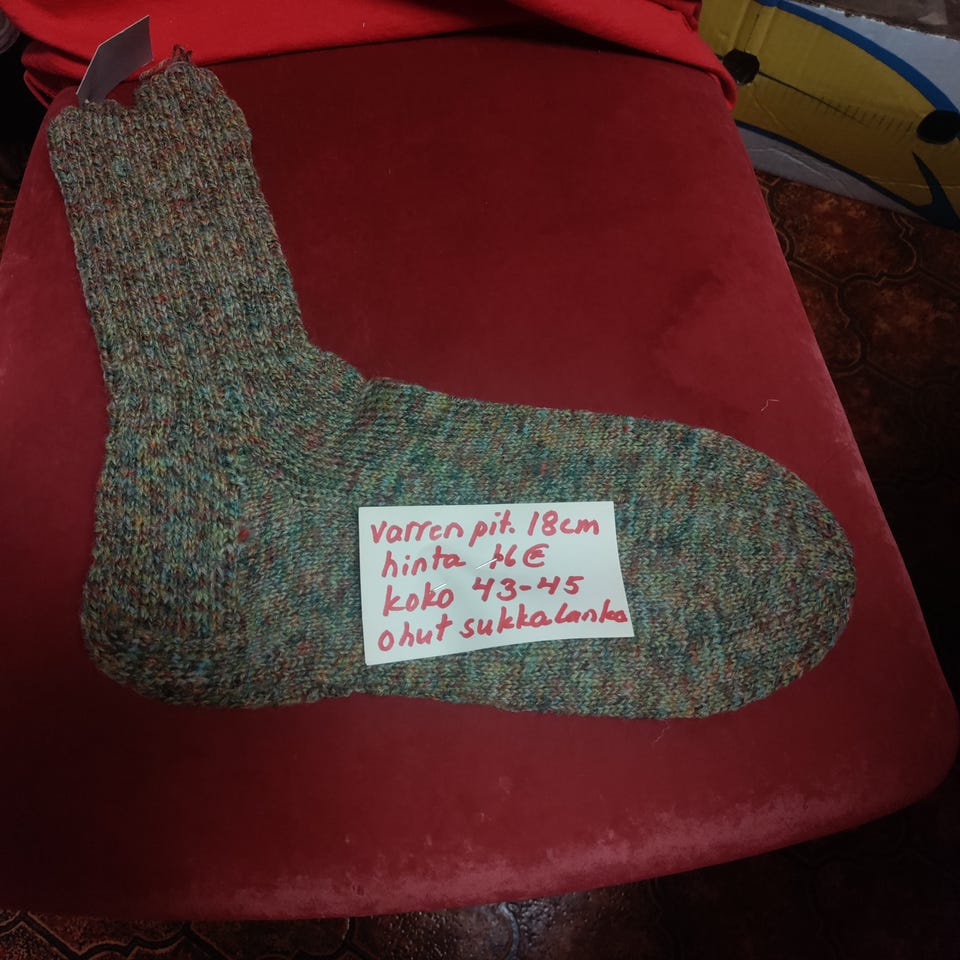 varren pit. 18cm
hinta 16€
koko 43-45
ohut sukkalanka